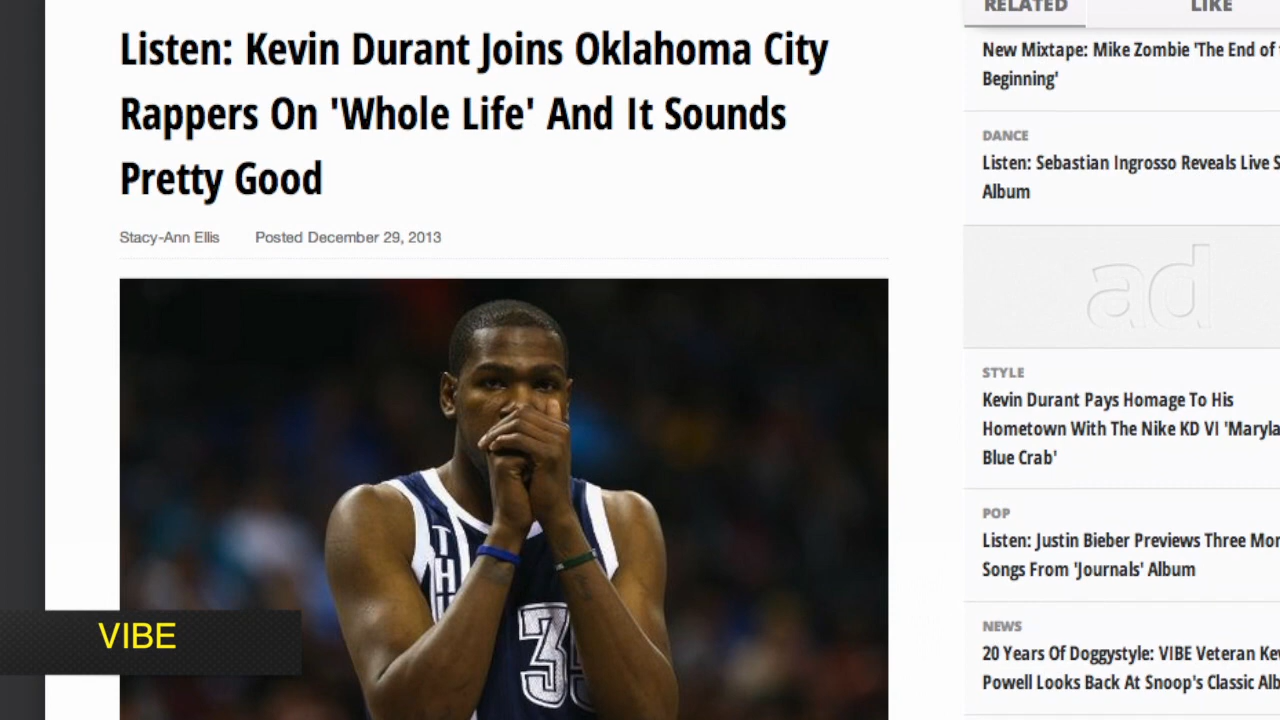 RELATED LIKE
Listen: Kevin Durant Joins Oklahoma City
Rappers On 'Whole Life' And It Sounds
Pretty Good
Stacy-Ann Ellis Posted December 29, 2013
New Mixtape: Mike Zombie 'The End of
Beginning'
DANCE
Listen: Sebastian Ingrosso Reveals Live
Album
ad
STYLE
Kevin Durant Pays Homage To His
Hometown With The Nike KD VI
Blue Crab'
POP
Listen: Justin Bieber Previews Three
Songs From 'Journals' Album
NEWS
20 Years Of Doggystyle: VIBE Veteran
Powell Looks Back At Snoop's Classic
TH
35
VIBE